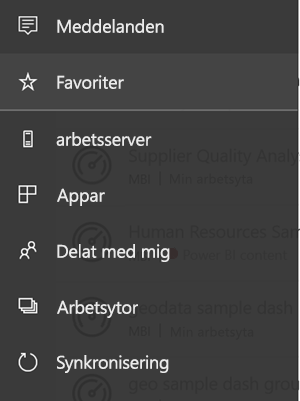 Meddelanden
Favoriter
arbetsserver
Supplier Quality Analy
MBI | Min arbetsyta
Appar
Human Resources Sam
Power BI content
Delat med mig
Arbetsytor
geodata sample dash
MBI | Min arbetsyta
Synkronisering
geo sample dash grou